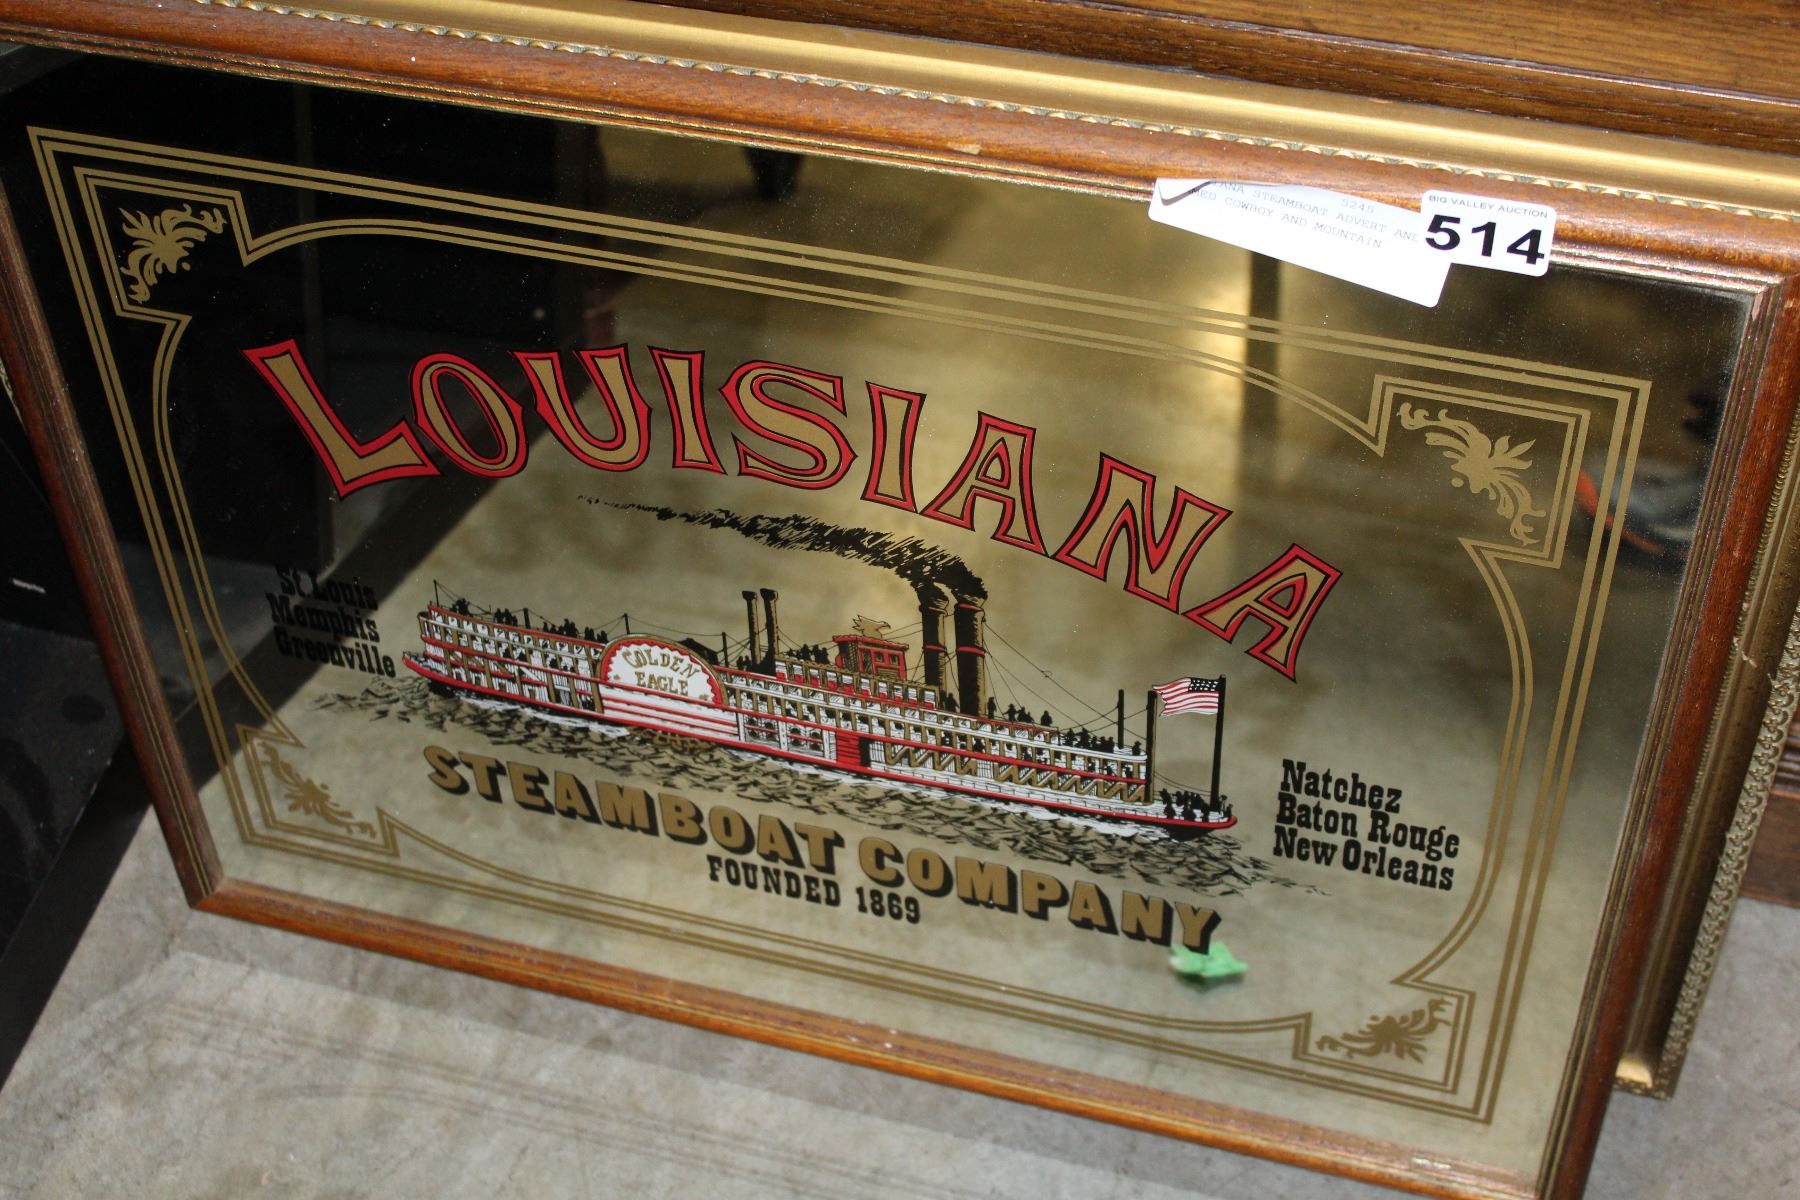 5245
STEAMBOAT ADVERT AND
COWBOY AND MOUNTAIN
BIG VALLEY AUCTION
514
LOUISIANA
St Louis
Memphis
Greenville
GOLDEN
EAGLE
Natchez
Baton Rouge
New Orleans
STEAMBOAT COMPANY
FOUNDED 1869